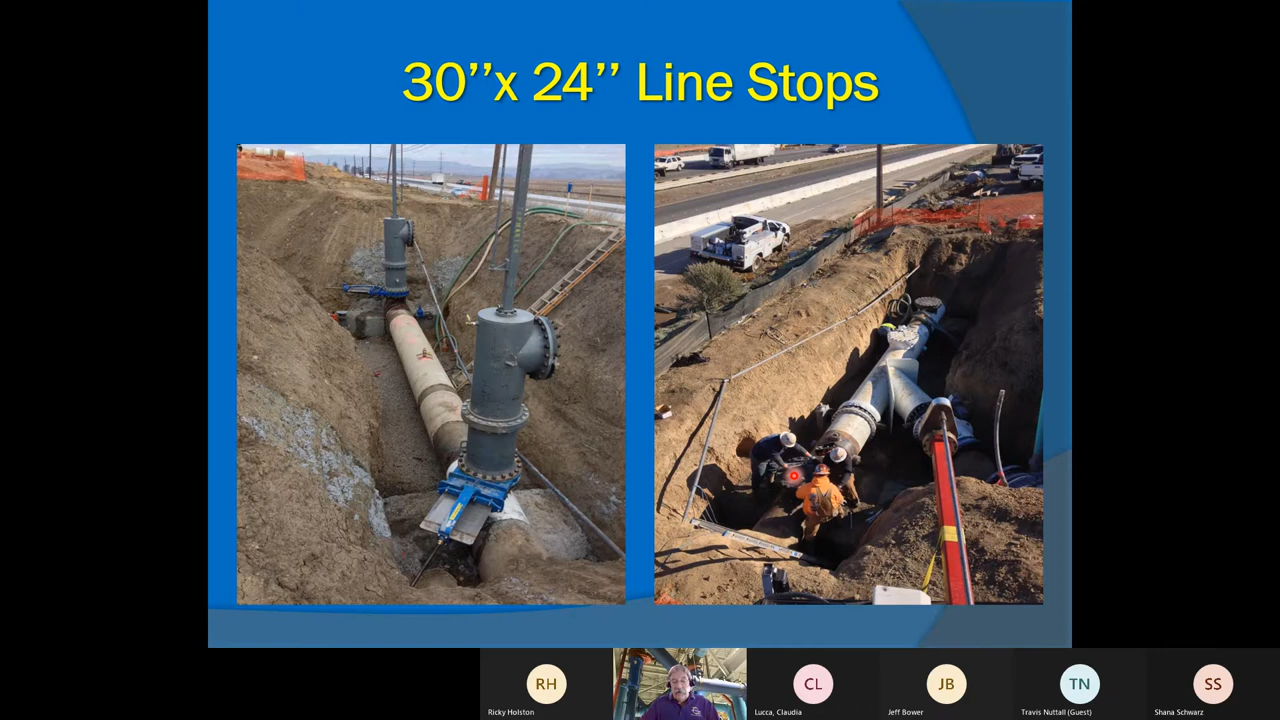 30’’x 24’’ Line Stops
RH
CL
JB
TN
SS
Ricky Holston
Lucca, Claudia
Jeff Bower
Travis Nuttall (Guest)
Shana Schwarz